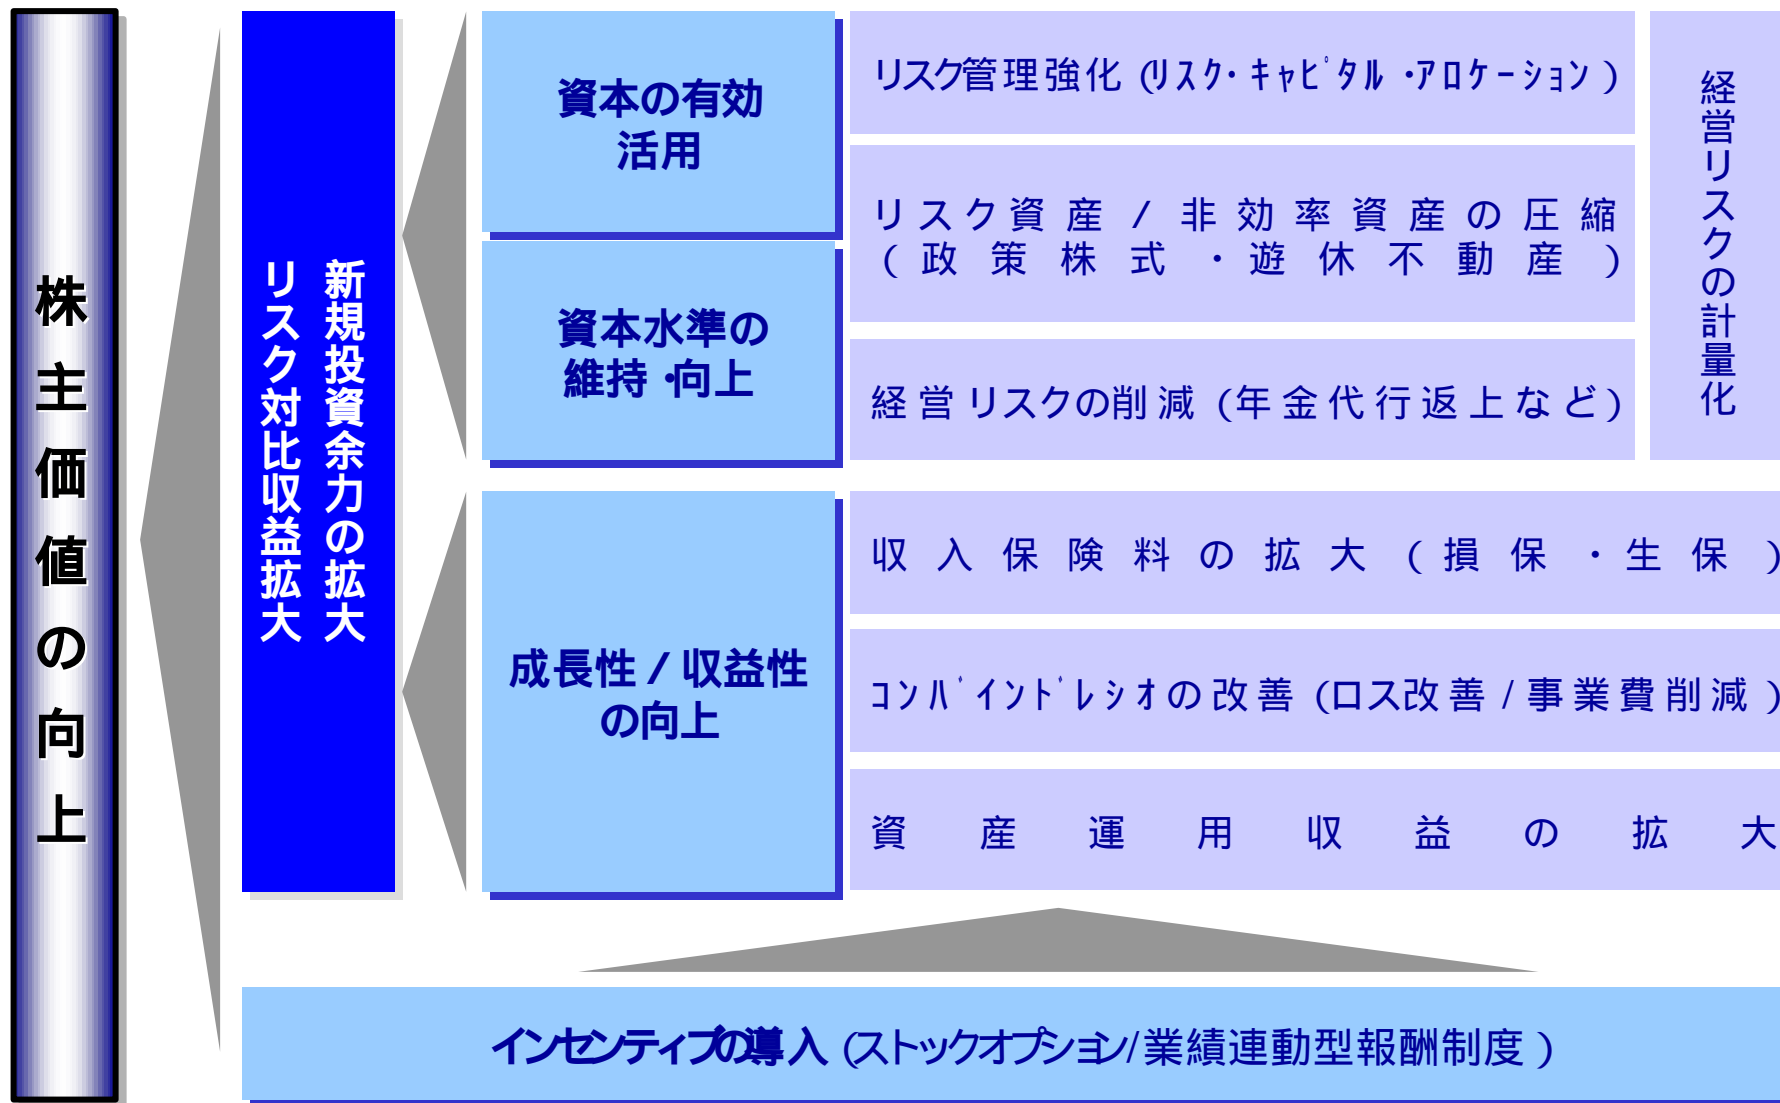 株主価値の向上
新規投資余力の拡大
リスク対比収益拡大
資本の有効
活用
資本水準の
維持・向上
成長性/収益性
の向上
リスク管理強化(リスク・キャピタル・アロケーション)
リスク資産/非効率資産の圧縮
(政策株式・遊休不動産)
経営リスクの削減(年金代行返上など)
経営リスクの計量化
収入保険料の拡大(損保・生保)
コンバインドレシオの改善(ロス改善/事業費削減)
資産運用収益の拡大
インセンティブの導入(ストックオプション/業績連動型報酬制度)